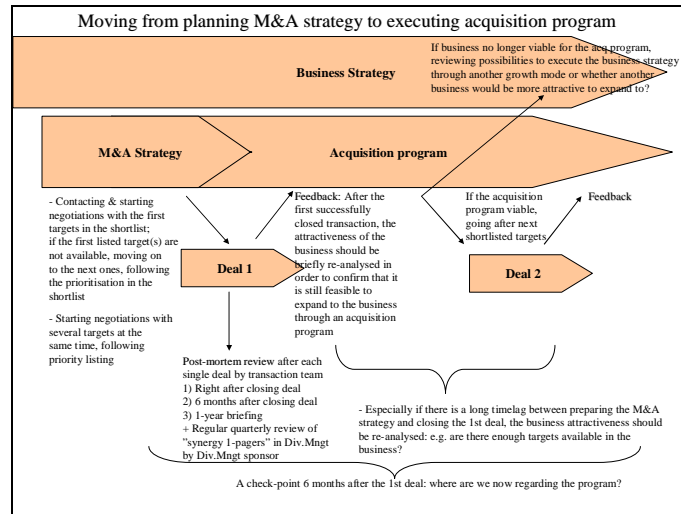 Moving from planning M&A strategy to executing acquisition program
If business no longer viable for the acq program,
reviewing possibilities to execute the business strategy
through another growth mode or whether another
business would be more attractive to expand to?
Business Strategy
M&A Strategy
Acquisition program
- Contacting & starting
negotiations with the first
targets in the shortlist;
if the first listed target(s) are
not available, moving on
to the next ones, following
the prioritisation in the
shortlist
- Starting negotiations with
several targets at the
same time, following
priority listing
Deal 1
Feedback: After the
first successfully
closed transaction, the
attractiveness of the
business should be
briefly re-analysed in
order to confirm that it
is still feasible to
expand to the business
through an acquisition
program
If the acquisition
program viable,
going after next
shortlisted targets
Feedback
Deal 2
Post-mortem review after each
single deal by transaction team
1) Right after closing deal
2) 6 months after closing deal
3) 1-year briefing
+ Regular quarterly review of
"synergy 1-pagers" in Div.Mngt
by Div.Mngt sponsor
- Especially if there is a long timelag between preparing the M&A
strategy and closing the 1st deal, the business attractiveness should
be re-analysed: e.g. are there enough targets available in the
business?
A check-point 6 months after the 1st deal: where are we now regarding the program?